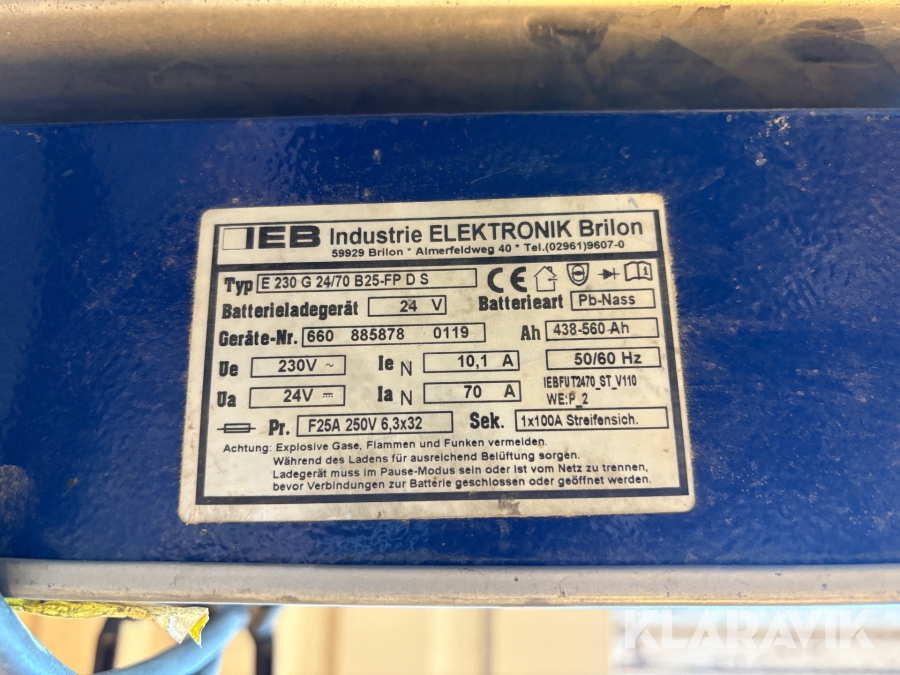 IEB Industrie ELEKTRONIK Brilon
59929 Brilon * Almerfeldweg 40 * Tel.(02961)9607-0
Typ E 230 G 24/70 B25-FP D S CE
Batterieladegerät 24 V Batterieart Pb-Nass
Geräte-Nr. 660 885878 0119 Ah 438-560 Ah
Ue 230V ~ Ie N 10,1 A 50/60 Hz
Ua 24V ⎓ Ia N 70 A IEBFUT2470_ST_V110
WE:P_2
Pr. F25A 250V 6,3x32 Sek. 1x100A Streifensich.
Achtung: Explosive Gase, Flammen und Funken vermeiden.
Während des Ladens für ausreichend Belüftung sorgen.
Ladegerät muss im Pause-Modus sein oder ist vom Netz zu trennen,
bevor Verbindungen zur Batterie geschlossen oder geöffnet werden.
KLARAVIK